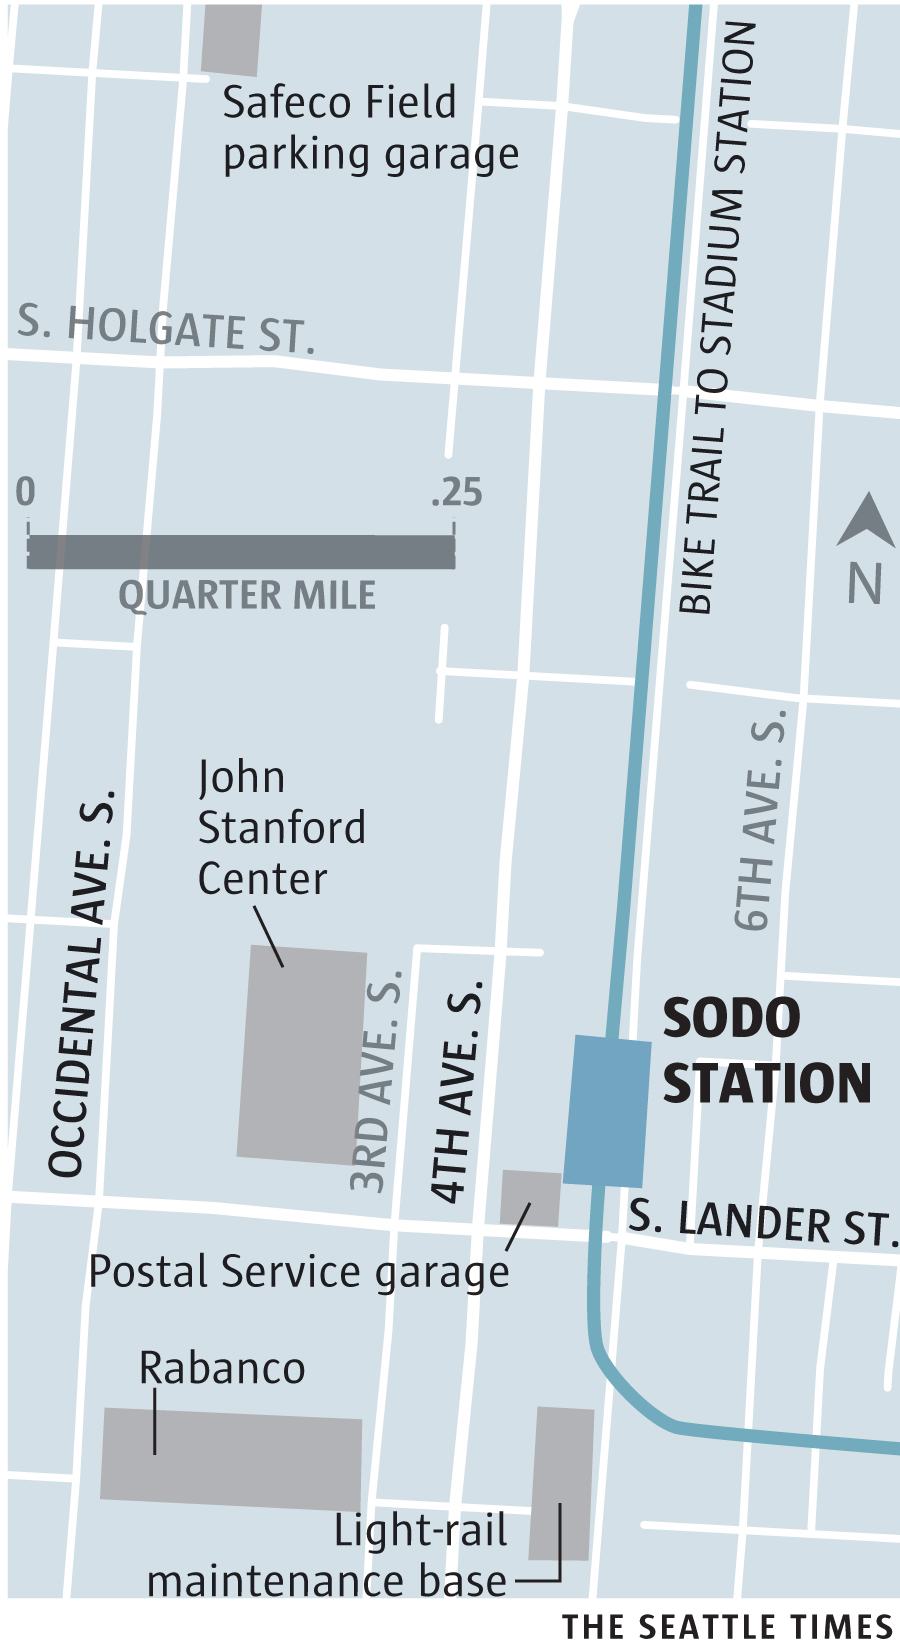 Safeco Field
parking garage
BIKE TRAIL TO STADIUM STATION
S. HOLGATE ST.
0 .25
QUARTER MILE
N
6TH AVE. S.
John
Stanford
Center
OCCIDENTAL AVE. S.
3RD AVE. S.
4TH AVE. S.
SODO
STATION
S. LANDER ST.
Postal Service garage
Rabanco
Light-rail
maintenance base
THE SEATTLE TIMES